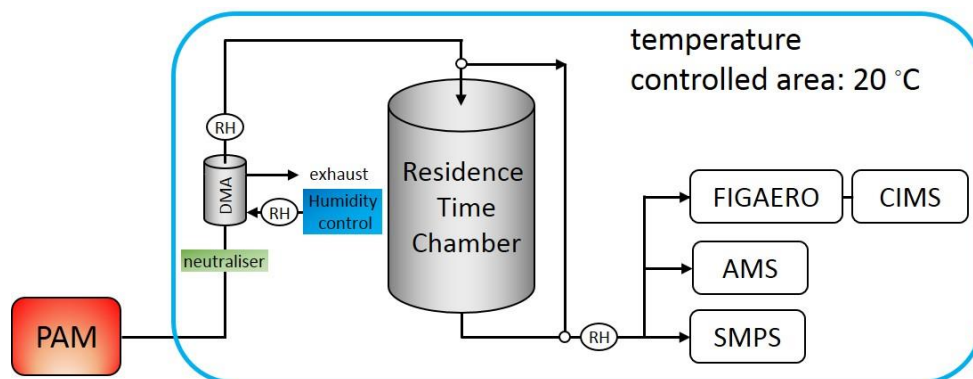 temperature
controlled area: 20 °C
RH
DMA
exhaust
RH
Humidity
control
neutraliser
Residence
Time
Chamber
PAM
RH
FIGAERO
CIMS
AMS
SMPS